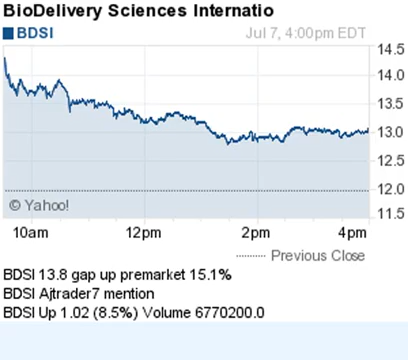 BioDelivery Sciences Internatio
BDSI
Jul 7, 4:00pm EDT
14.5
14.0
13.5
13.0
12.5
12.0
11.5
© Yahoo!
10am 12pm 2pm 4pm
Previous Close
BDSI 13.8 gap up premarket 15.1%
BDSI Ajtrader7 mention
BDSI Up 1.02 (8.5%) Volume 6770200.0